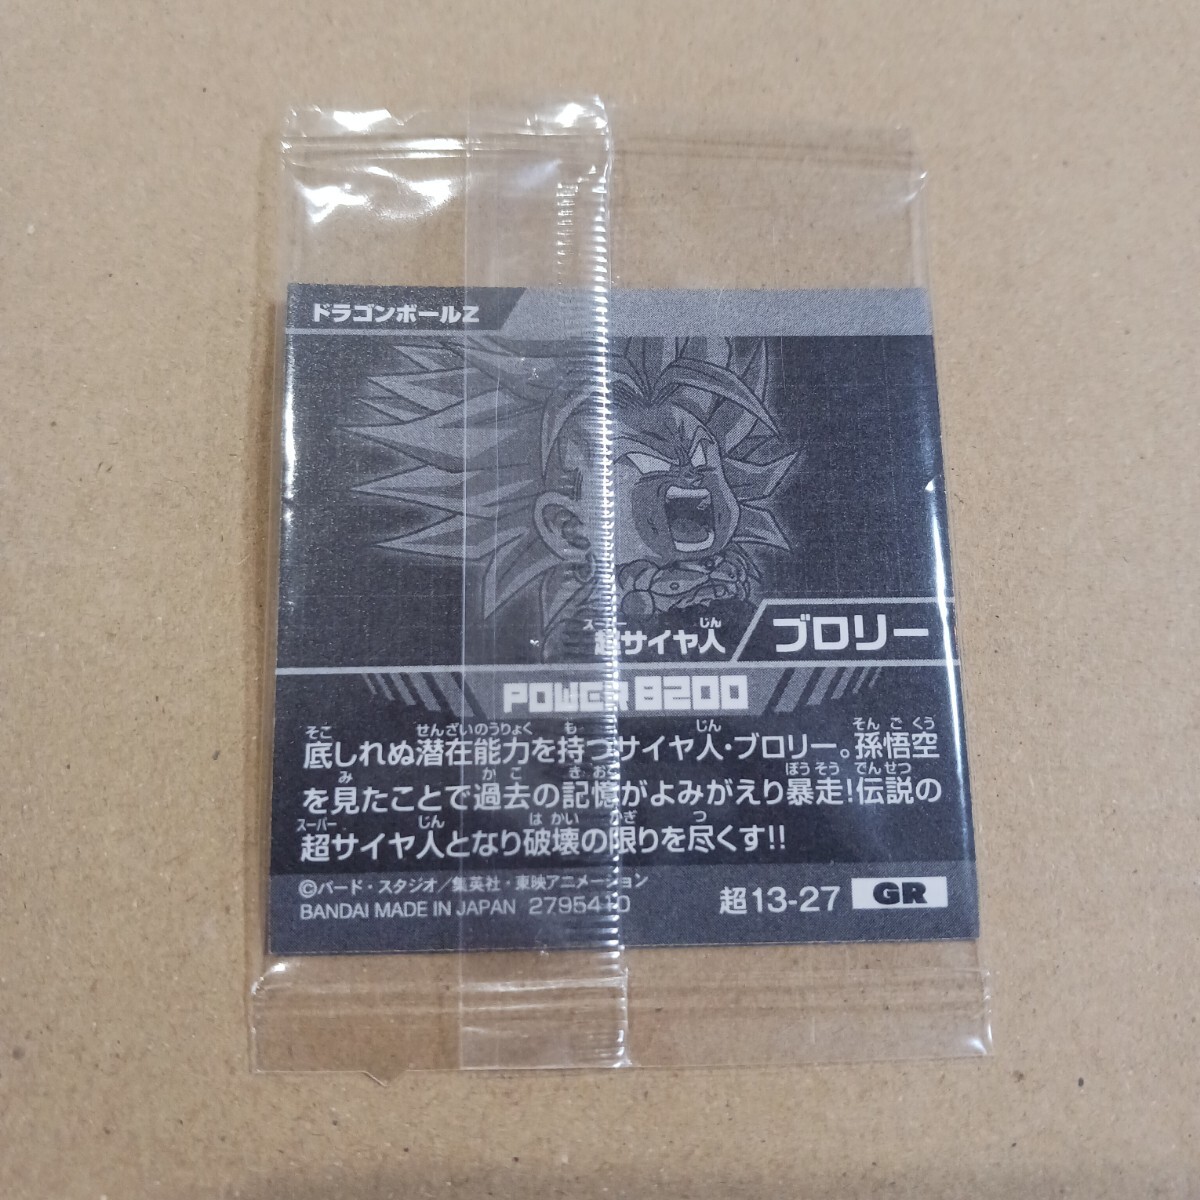 ドラゴンボールZ
スーパー じん
超サイヤ人 ブロリー
POWER 8200
そこ せんざいのうりょく も じん そんごくう
底しれぬ潜在能力を持つサイヤ人・ブロリー。孫悟空
み かこ きおく ぼうそう でんせつ
を見たことで過去の記憶がよみがえり暴走!伝説の
スーパー じん はかい かぎ つ
超サイヤ人となり破壊の限りを尽くす!!
©バード・スタジオ/集英社・東映アニメーション
BANDAI MADE IN JAPAN 2795410
超13-27 GR